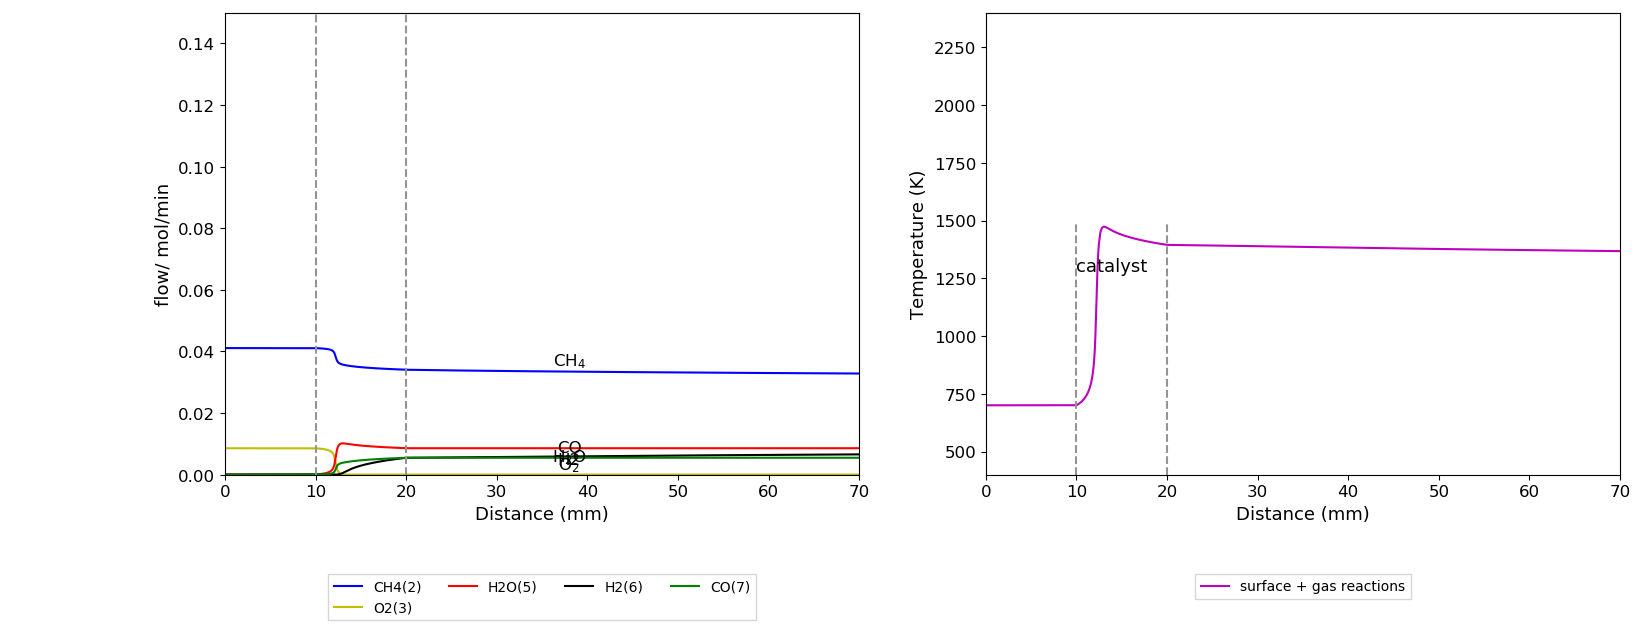 0.14
0.12
0.10
0.08
0.06
0.04
0.02
0.00
flow/ mol/min
0 10 20 30 40 50 60 70
Distance (mm)
CH₄
CO
H₂O
O₂
CH4(2) H2O(5) H2(6) CO(7)
O2(3)
2250
2000
1750
1500
1250
1000
750
500
Temperature (K)
catalyst
0 10 20 30 40 50 60 70
Distance (mm)
surface + gas reactions